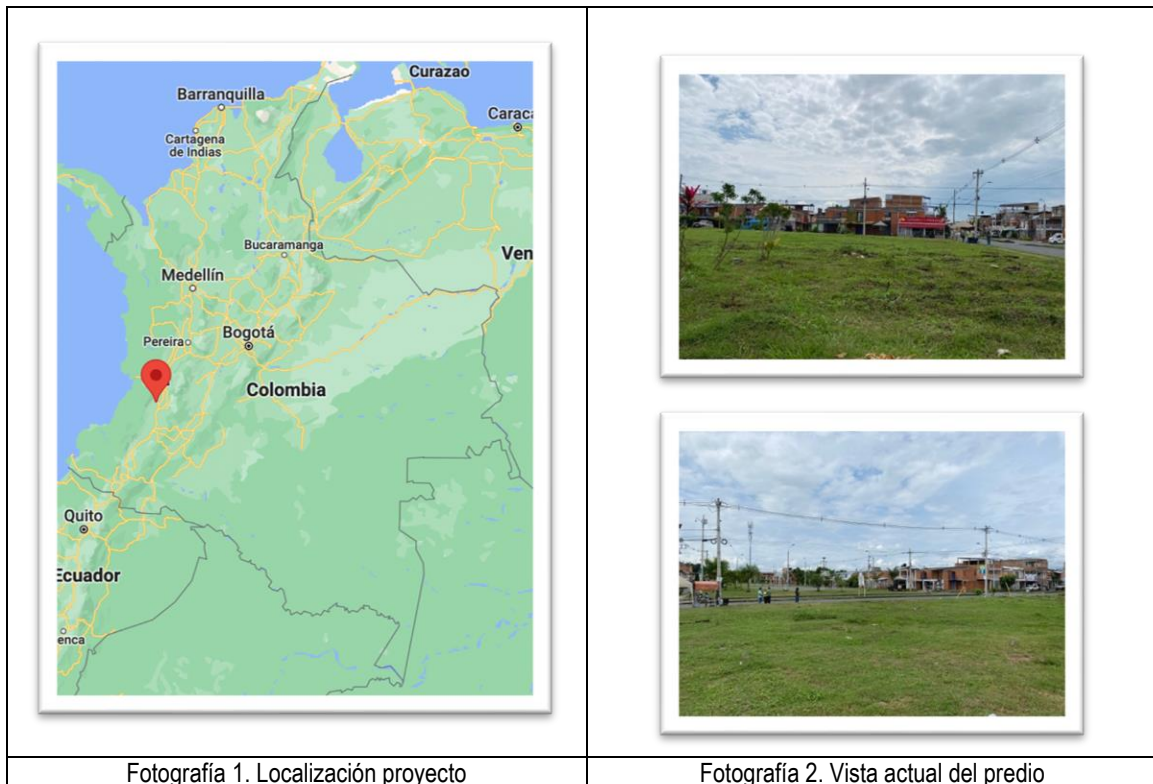 Curazao
Barranquilla
Carac
Cartagena
de Indias
Bucaramanga
Ven
Medellín
Bogotá
Pereira
Colombia
Quito
Ecuador
enca
Fotografía 1. Localización proyecto
Fotografía 2. Vista actual del predio